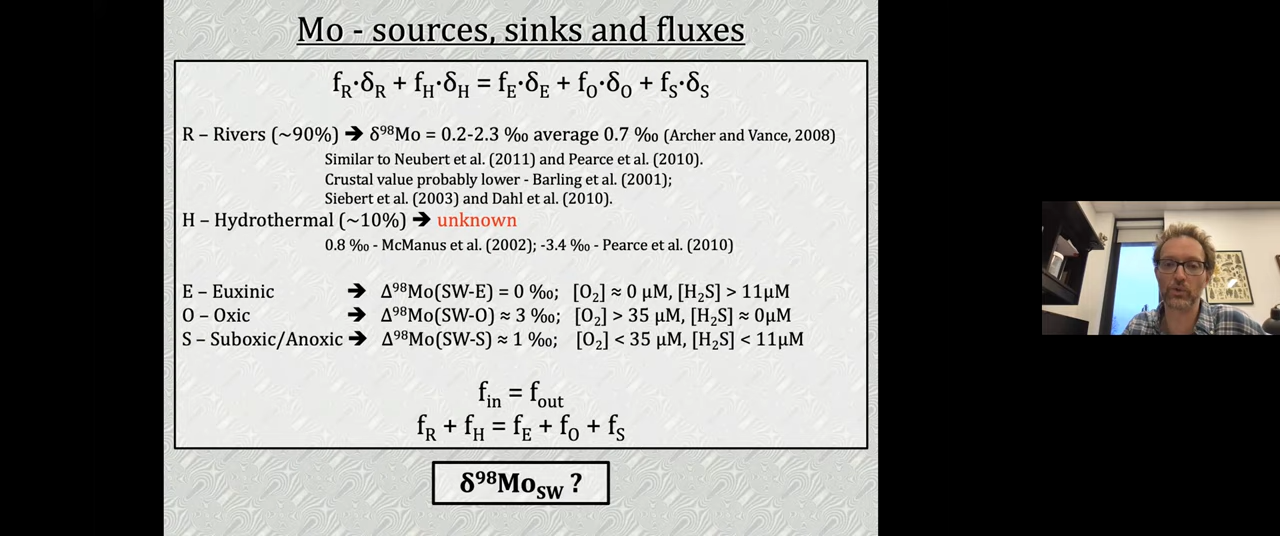 Mo - sources, sinks and fluxes
f_R·δ_R + f_H·δ_H = f_E·δ_E + f_O·δ_O + f_S·δ_S
R – Rivers (~90%) ➔ δ⁹⁸Mo = 0.2-2.3 ‰ average 0.7 ‰ (Archer and Vance, 2008)
Similar to Neubert et al. (2011) and Pearce et al. (2010).
Crustal value probably lower - Barling et al. (2001);
Siebert et al. (2003) and Dahl et al. (2010).
H – Hydrothermal (~10%) ➔ unknown
0.8 ‰ - McManus et al. (2002); -3.4 ‰ - Pearce et al. (2010)
E – Euxinic ➔ Δ⁹⁸Mo(SW-E) = 0 ‰; [O₂] ≈ 0 μM, [H₂S] > 11μM
O – Oxic ➔ Δ⁹⁸Mo(SW-O) ≈ 3 ‰; [O₂] > 35 μM, [H₂S] ≈ 0μM
S – Suboxic/Anoxic ➔ Δ⁹⁸Mo(SW-S) ≈ 1 ‰; [O₂] < 35 μM, [H₂S] < 11μM
f_in = f_out
f_R + f_H = f_E + f_O + f_S
δ⁹⁸Mo_SW ?